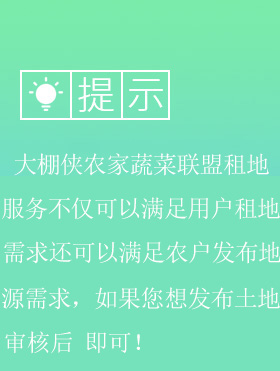 提示
大棚侠农家蔬菜联盟租地
服务不仅可以满足用户租地
需求还可以满足农户发布地
源需求，如果您想发布土地
审核后 即可！